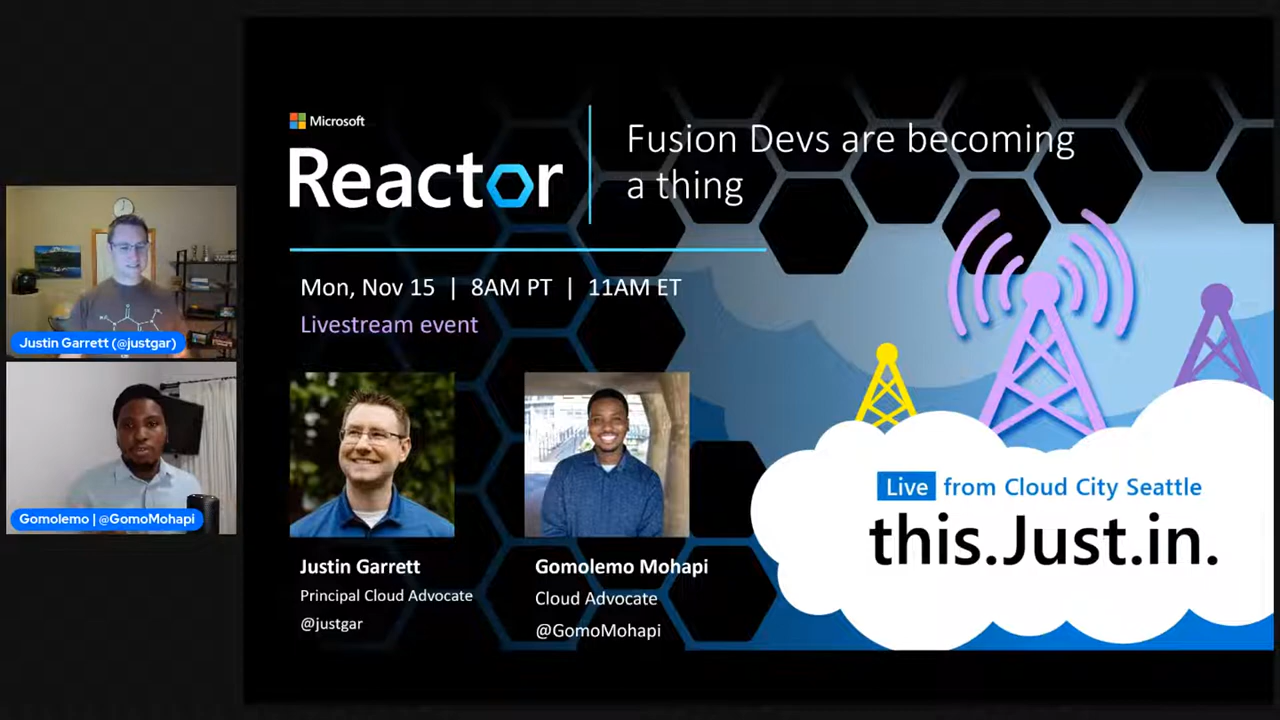 Microsoft
Reactor
Fusion Devs are becoming
a thing
Mon, Nov 15 | 8AM PT | 11AM ET
Livestream event
Justin Garrett (@justgar)
Gomolemo | @GomoMohapi
Justin Garrett
Principal Cloud Advocate
@justgar
Gomolemo Mohapi
Cloud Advocate
@GomoMohapi
Live from Cloud City Seattle
this.Just.in.